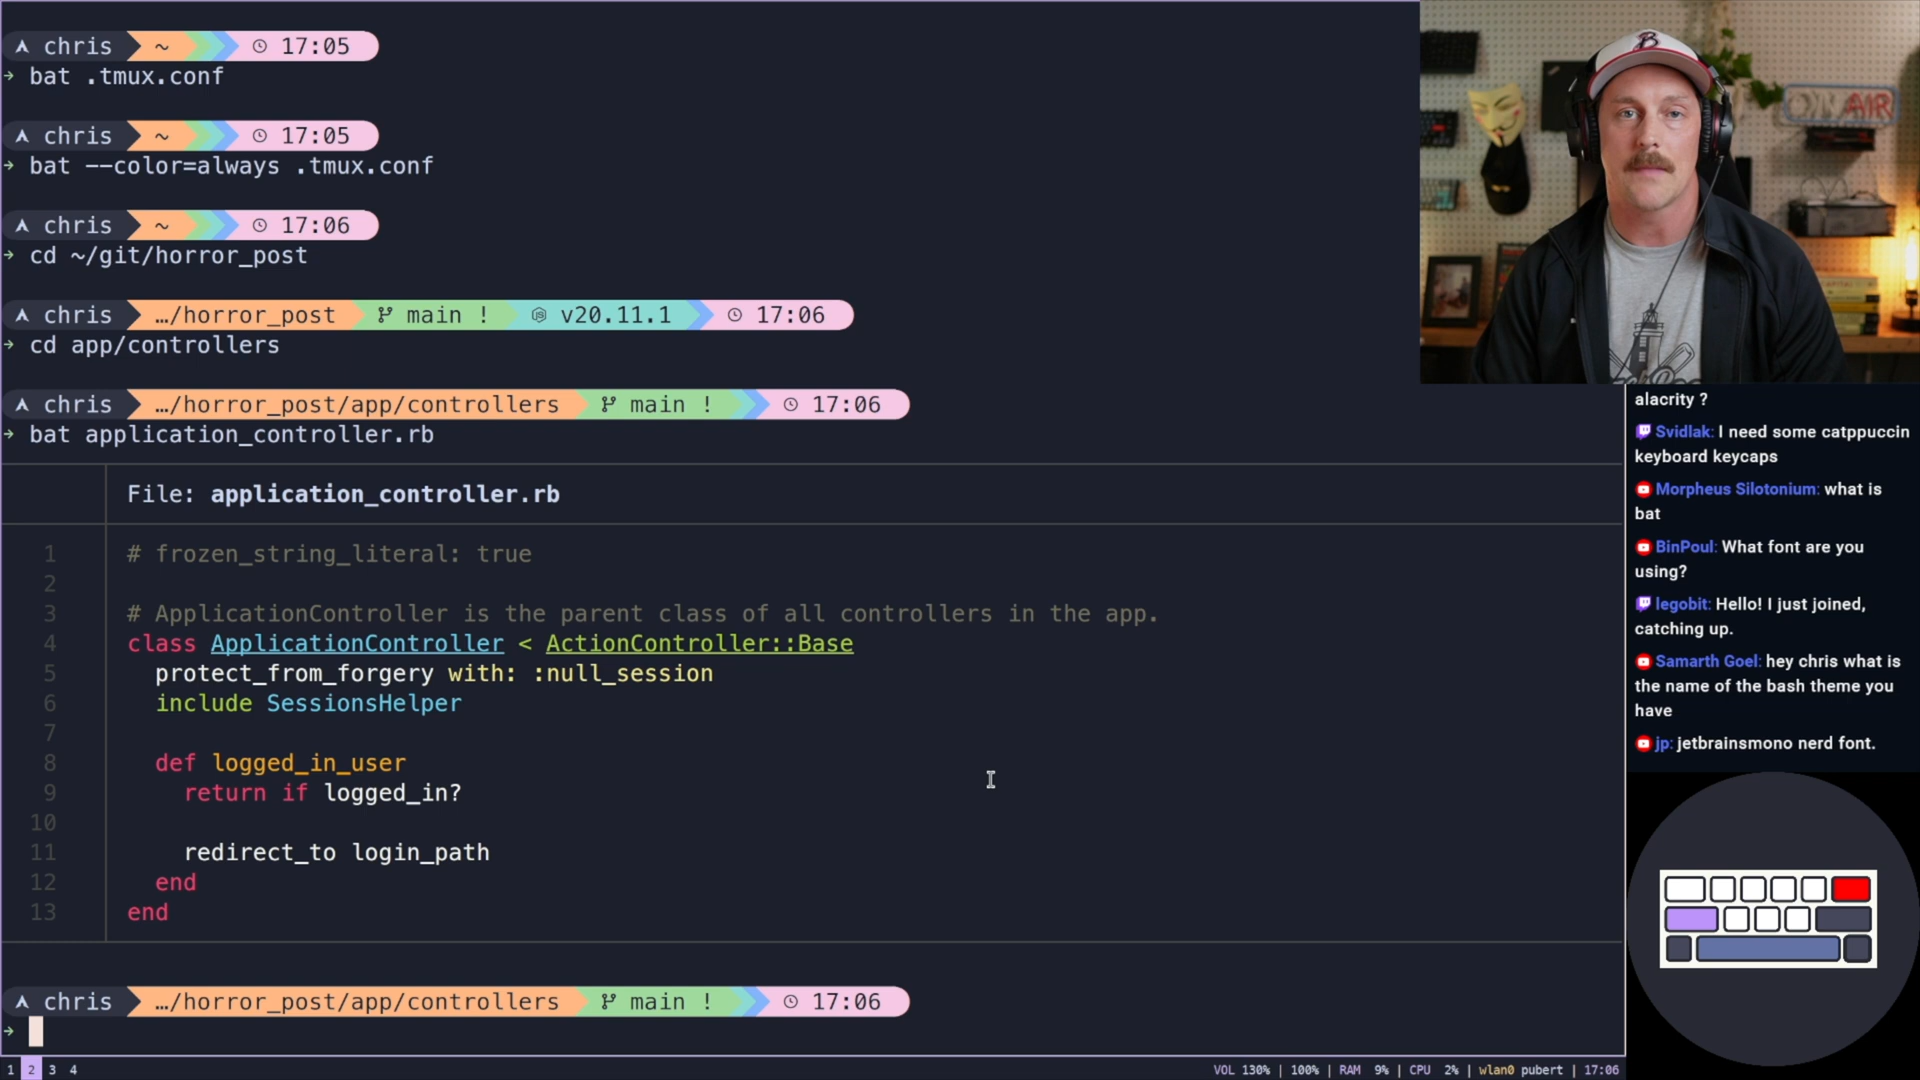 chris ~ 17:05
bat .tmux.conf
chris ~ 17:05
bat --color=always .tmux.conf
chris ~ 17:06
cd ~/git/horror_post
chris …/horror_post main ! v20.11.1 17:06
cd app/controllers
chris …/horror_post/app/controllers main ! 17:06
bat application_controller.rb
File: application_controller.rb
1 # frozen_string_literal: true
2
3 # ApplicationController is the parent class of all controllers in the app.
4 class ApplicationController < ActionController::Base
5 protect_from_forgery with: :null_session
6 include SessionsHelper
7
8 def logged_in_user
9 return if logged_in?
10
11 redirect_to login_path
12 end
13 end
chris …/horror_post/app/controllers main ! 17:06
1 2 3 4
VOL 130% | 100% | RAM 9% | CPU 2% | wlan0 pubert | 17:06
B
ON AIR
alacrity ?
Svidlak: I need some catppuccin
keyboard keycaps
Morpheus Silotonium: what is
bat
BinPoul: What font are you
using?
legobit: Hello! I just joined,
catching up.
Samarth Goel: hey chris what is
the name of the bash theme you
have
jp: jetbrainsmono nerd font.